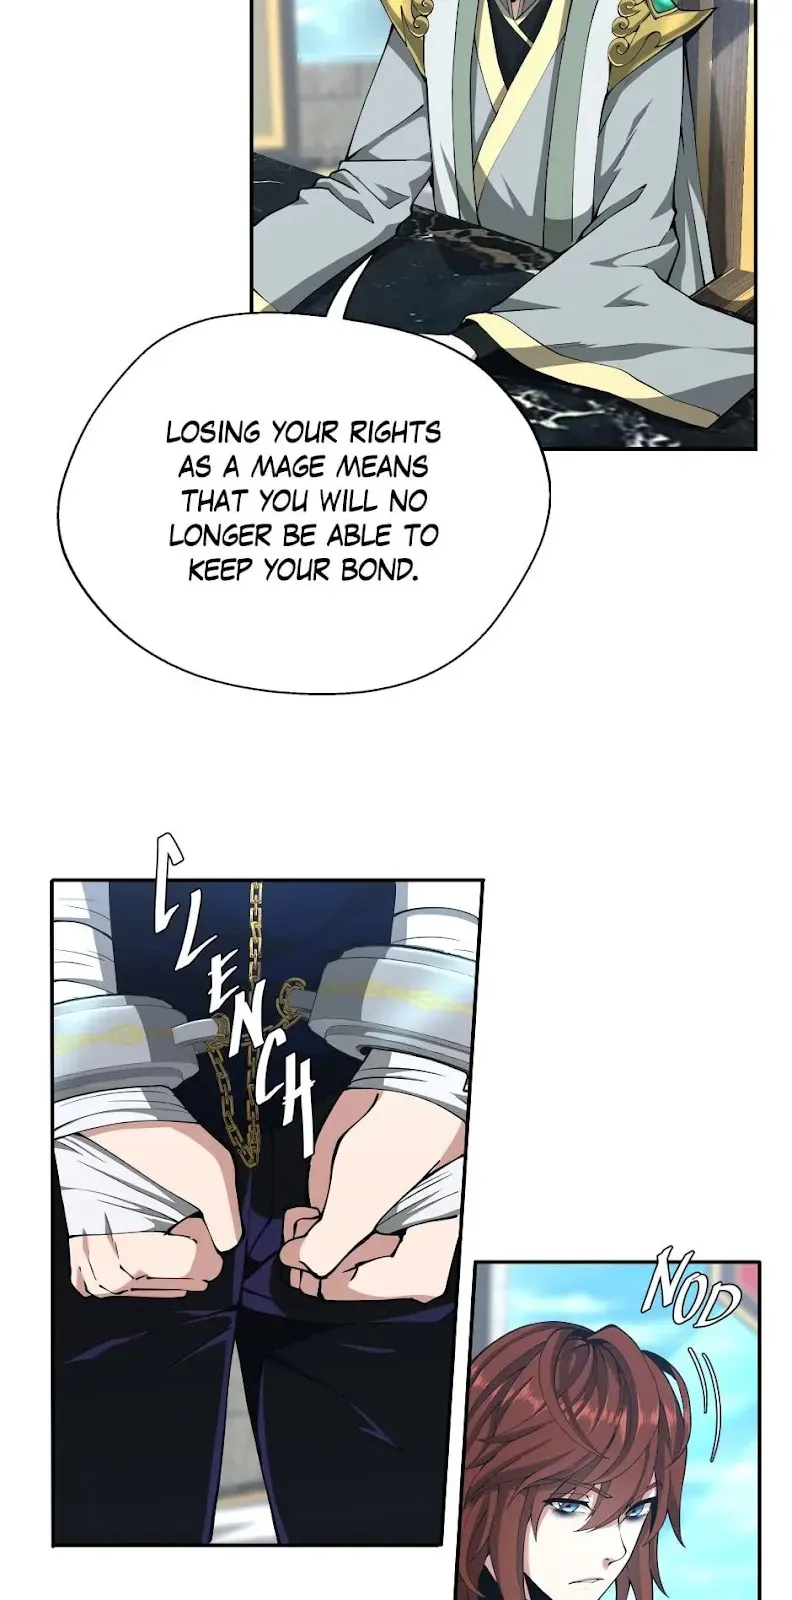 LOSING YOUR RIGHTS
AS A MAGE MEANS
THAT YOU WILL NO
LONGER BE ABLE TO
KEEP YOUR BOND.
CLENCH
NOD